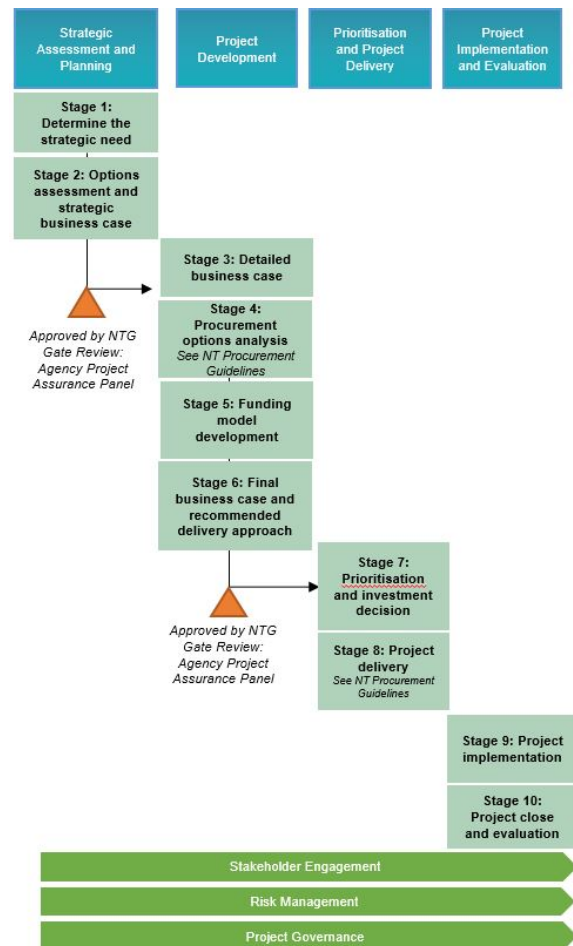 Strategic
Assessment and
Planning
Project
Development
Prioritisation
and Project
Delivery
Project
Implementation
and Evaluation
Stage 1:
Determine the
strategic need
Stage 2: Options
assessment and
strategic
business case
Approved by NTG
Gate Review:
Agency Project
Assurance Panel
Stage 3: Detailed
business case
Stage 4:
Procurement
options analysis
See NT Procurement
Guidelines
Stage 5: Funding
model
development
Stage 6: Final
business case and
recommended
delivery approach
Approved by NTG
Gate Review:
Agency Project
Assurance Panel
Stage 7:
Prioritisation
and investment
decision
Stage 8: Project
delivery
See NT Procurement
Guidelines
Stage 9: Project
implementation
Stage 10:
Project close
and evaluation
Stakeholder Engagement
Risk Management
Project Governance